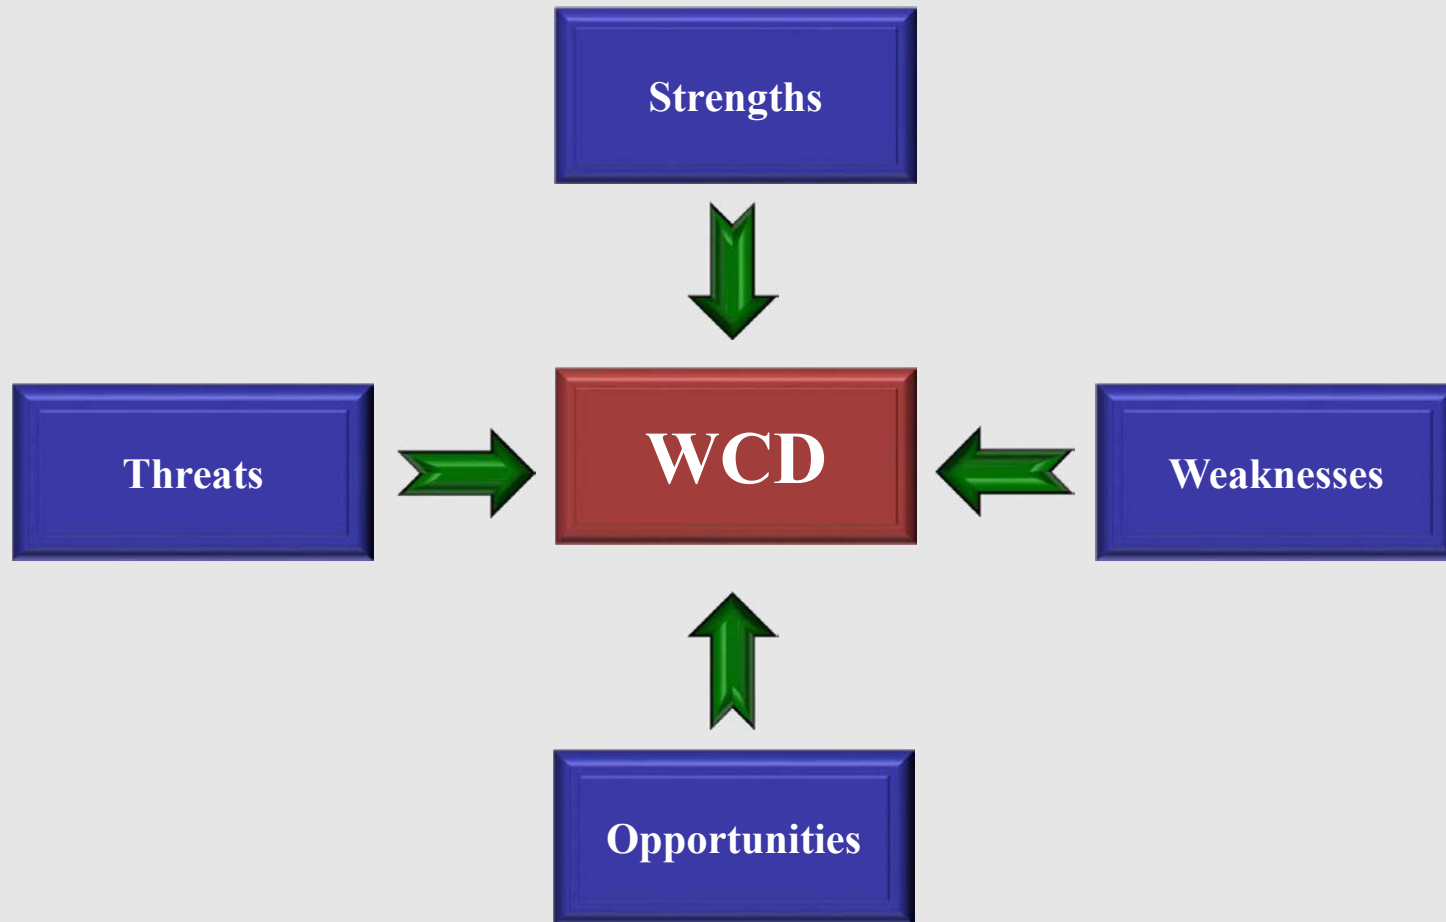 Strengths
Threats
WCD
Weaknesses
Opportunities